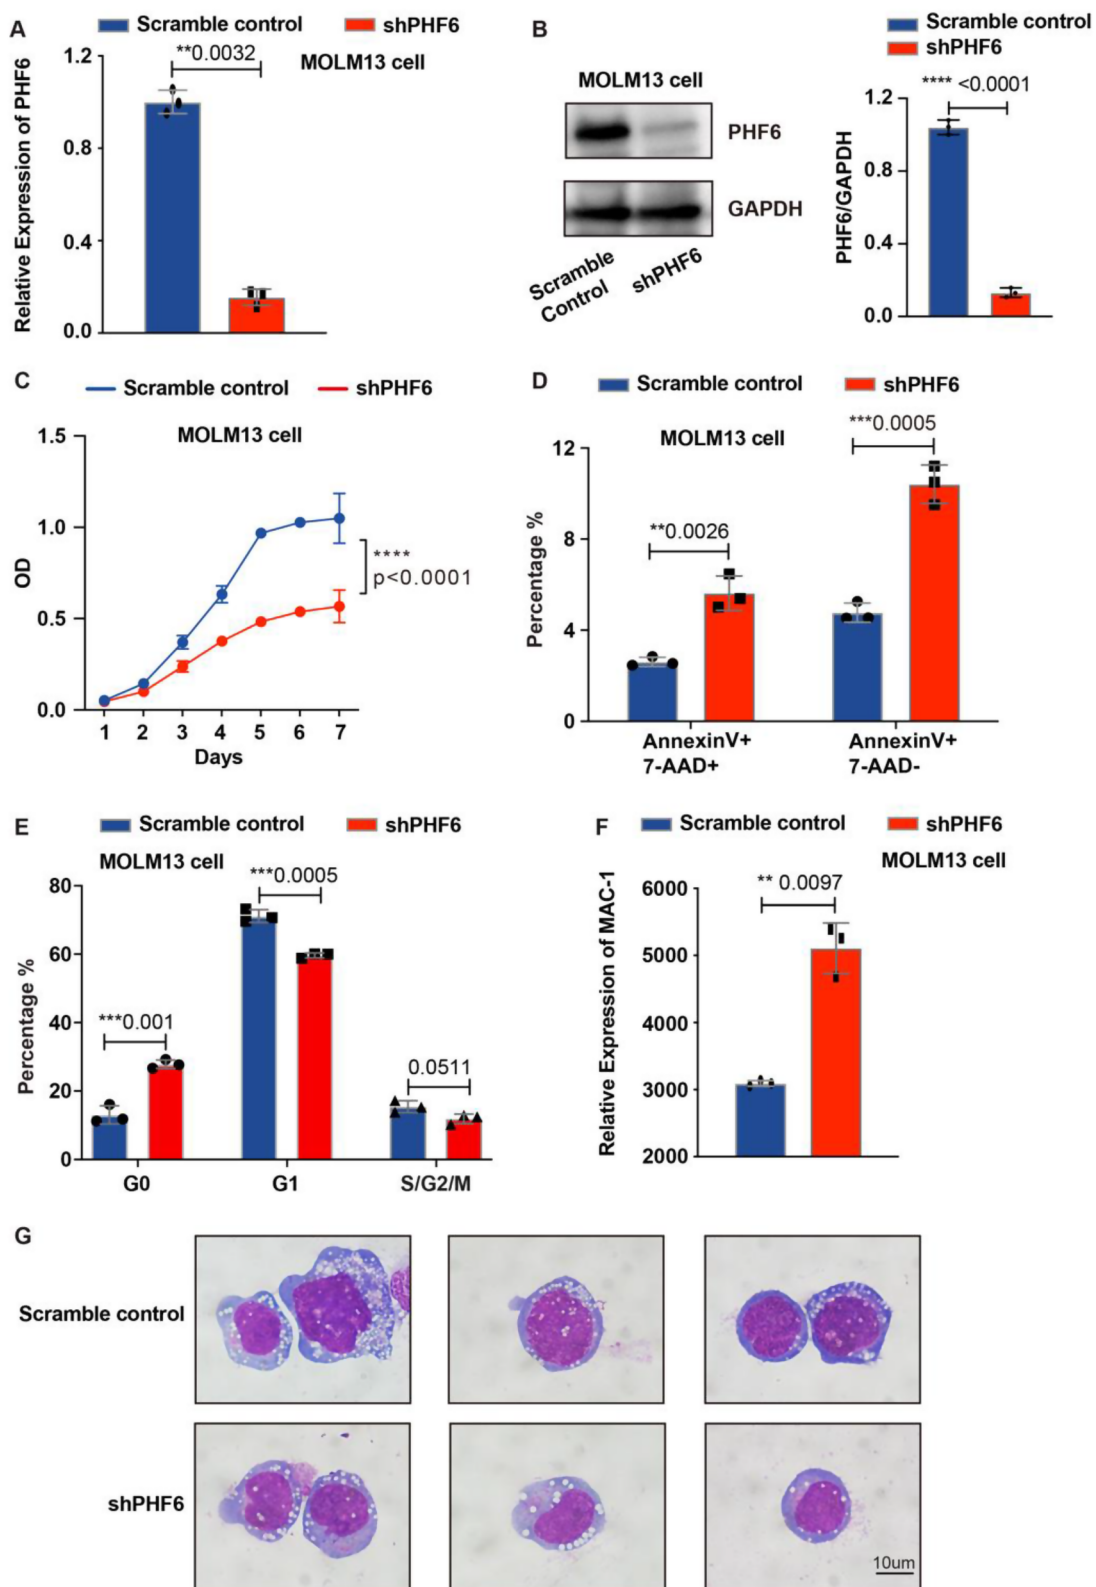 A
Scramble control
shPHF6
**0.0032
MOLM13 cell
Relative Expression of PHF6
1.2
0.8
0.4
0.0
B
Scramble control
shPHF6
MOLM13 cell
PHF6
GAPDH
Scramble
Control
shPHF6
**** <0.0001
PHF6/GAPDH
1.2
0.8
0.4
0.0
C
Scramble control
shPHF6
MOLM13 cell
OD
1.5
1.0
0.5
0.0
****
p<0.0001
1 2 3 4 5 6 7
Days
D
Scramble control
shPHF6
MOLM13 cell
***0.0005
**0.0026
Percentage %
12
8
4
0
AnnexinV+
7-AAD+
AnnexinV+
7-AAD-
E
Scramble control
shPHF6
MOLM13 cell
***0.0005
***0.001
0.0511
Percentage %
80
60
40
20
0
G0
G1
S/G2/M
F
Scramble control
shPHF6
MOLM13 cell
** 0.0097
Relative Expression of MAC-1
6000
5000
4000
3000
2000
G
Scramble control
shPHF6
10um